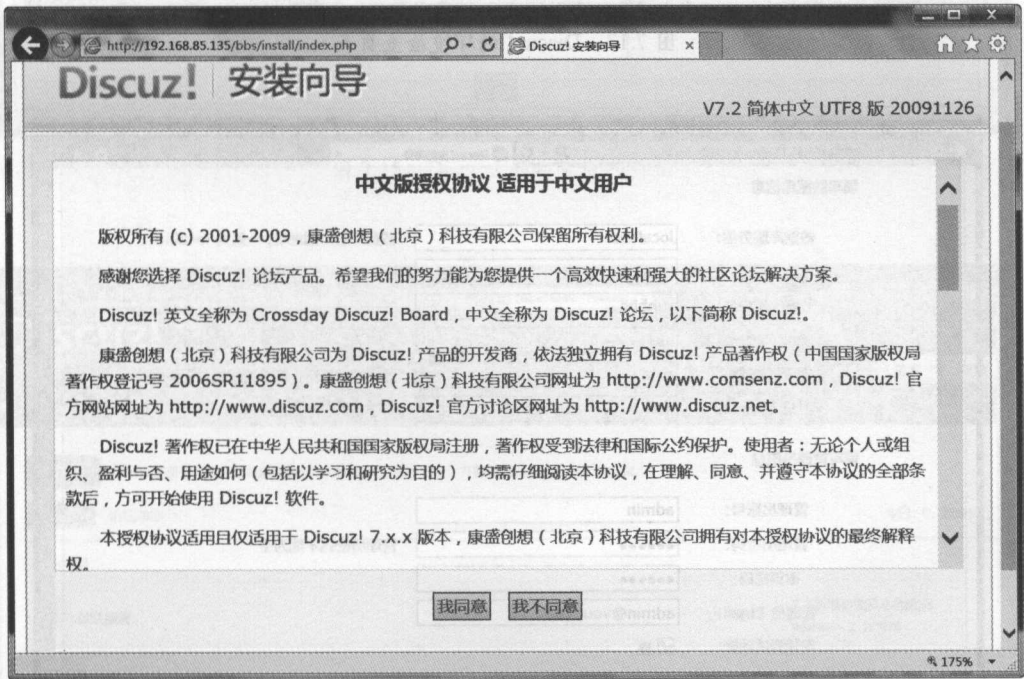 http://192.168.85.135/bbs/install/index.php
Discuz! 安装向导
Discuz! 安装向导
V7.2 简体中文 UTF8 版 20091126
中文版授权协议 适用于中文用户
版权所有 (c) 2001-2009，康盛创想（北京）科技有限公司保留所有权利。
感谢您选择 Discuz! 论坛产品。希望我们的努力能为您提供一个高效快速和强大的社区论坛解决方案。
Discuz! 英文全称为 Crossday Discuz! Board，中文全称为 Discuz! 论坛，以下简称 Discuz!。
康盛创想（北京）科技有限公司为 Discuz! 产品的开发商，依法独立拥有 Discuz! 产品著作权（中国国家版权局
著作权登记号 2006SR11895）。康盛创想（北京）科技有限公司网址为 http://www.comsenz.com，Discuz! 官
方网站网址为 http://www.discuz.com，Discuz! 官方讨论区网址为 http://www.discuz.net。
Discuz! 著作权已在中华人民共和国国家版权局注册，著作权受到法律和国际公约保护。使用者：无论个人或组
织、盈利与否、用途如何（包括以学习和研究为目的），均需仔细阅读本协议，在理解、同意、并遵守本协议的全部条
款后，方可开始使用 Discuz! 软件。
本授权协议适用且仅适用于 Discuz! 7.x.x 版本，康盛创想（北京）科技有限公司拥有对本授权协议的最终解释
权。
我同意 我不同意
175%